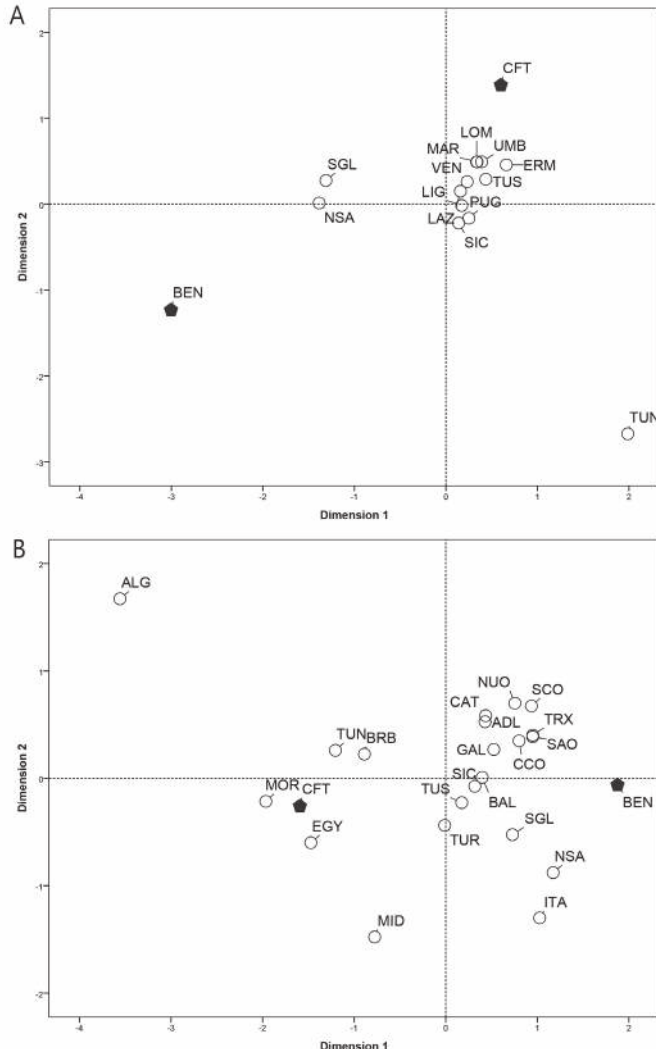 A
2
CFT
1
LOM
MAR
UMB
VEN
ERM
SGL
TUS
LIG
PUG
0
NSA
LAZ
SIC
Dimension 2
-1
BEN
-2
TUN
-3
-4 -3 -2 -1 0 1 2
Dimension 1
B
2
ALG
1
NUO
SCO
CAT
ADL
TRX
TUN
BRB
GAL
SAO
CCO
0
SIC
MOR
CFT
TUS
BAL
BEN
Dimension 2
EGY
TUR
SGL
NSA
-1
ITA
MID
-2
-4 -3 -2 -1 0 1 2
Dimension 1